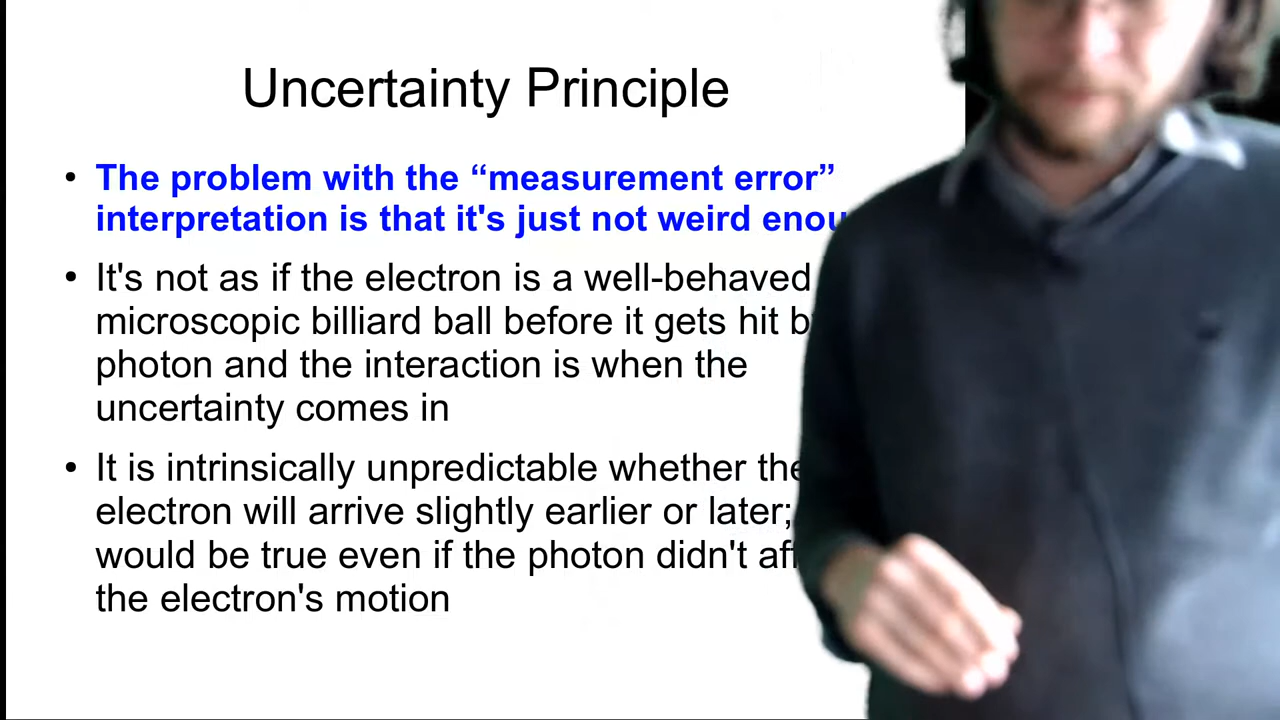 Uncertainty Principle
• The problem with the “measurement error”
interpretation is that it's just not weird
• It's not as if the electron is a well-behaved
microscopic billiard ball before it gets hit
photon and the interaction is when the
uncertainty comes in
• It is intrinsically unpredictable whether the
electron will arrive slightly earlier or later;
would be true even if the photon didn't
the electron's motion